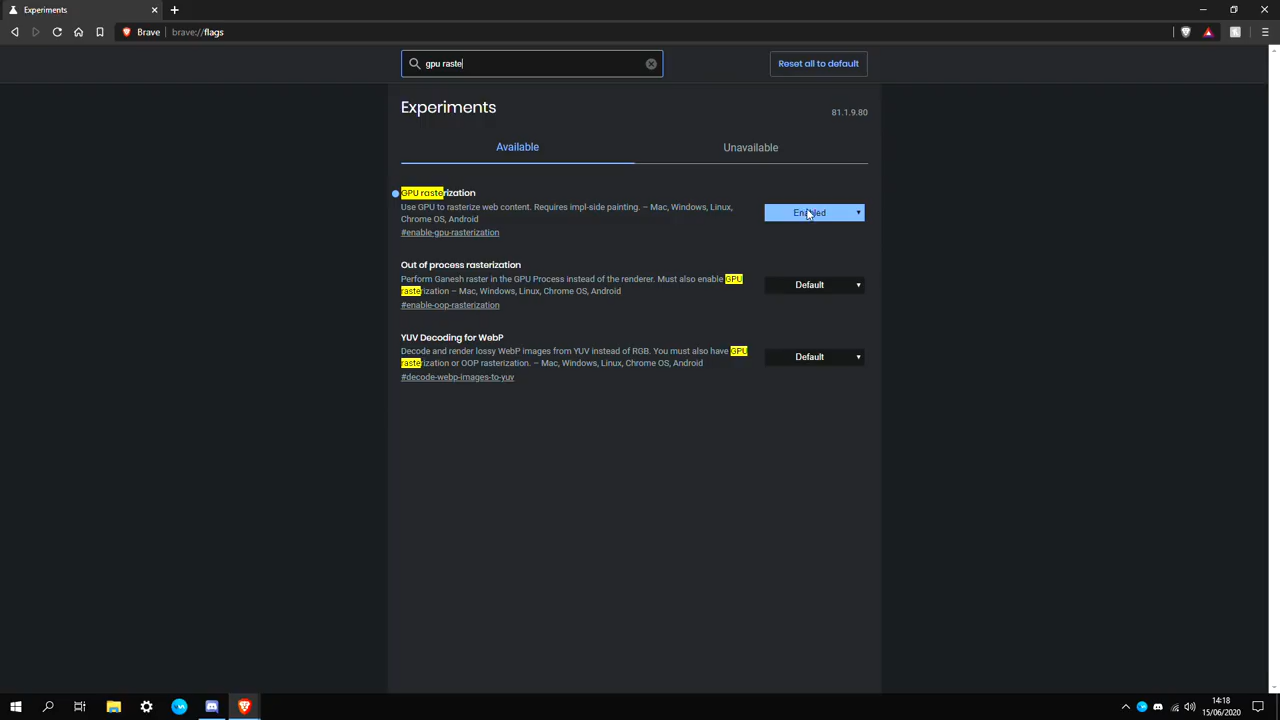 Experiments
Brave brave://flags
gpu raste
Reset all to default
Experiments
81.1.9.80
Available
Unavailable
GPU rasterization
Use GPU to rasterize web content. Requires impl-side painting. – Mac, Windows, Linux,
Chrome OS, Android
#enable-gpu-rasterization
Enabled
Out of process rasterization
Perform Ganesh raster in the GPU Process instead of the renderer. Must also enable GPU
rasterization – Mac, Windows, Linux, Chrome OS, Android
#enable-oop-rasterization
Default
YUV Decoding for WebP
Decode and render lossy WebP images from YUV instead of RGB. You must also have GPU
rasterization or OOP rasterization. – Mac, Windows, Linux, Chrome OS, Android
#decode-webp-images-to-yuv
Default
14:18
15/06/2020